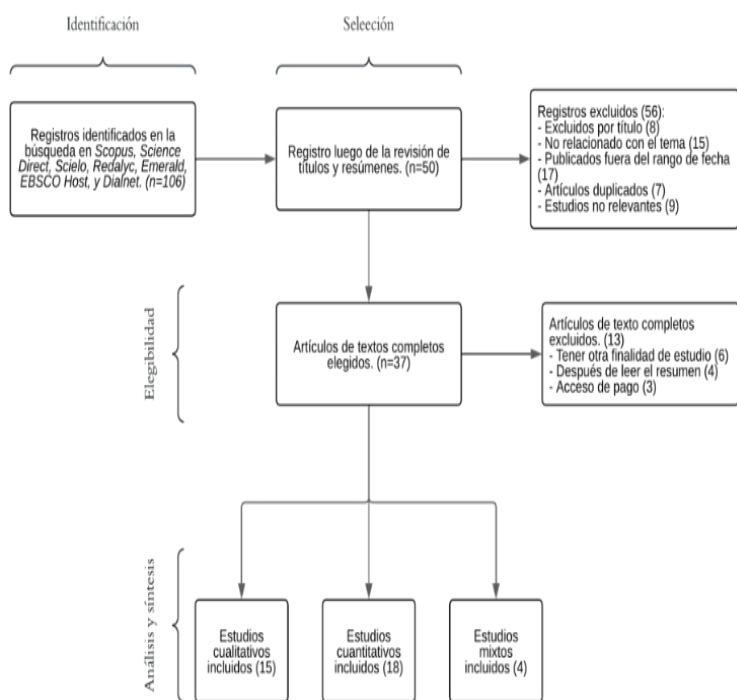 Identificación
Selección
Registros identificados en la
búsqueda en Scopus, Science
Direct, Scielo, Redalyc, Emerald,
EBSCO Host, y Dialnet. (n=106)
Registro luego de la revisión de
títulos y resúmenes. (n=50)
Registros excluidos (56):
- Excluidos por título (8)
- No relacionado con el tema (15)
- Publicados fuera del rango de fecha
(17)
- Artículos duplicados (7)
- Estudios no relevantes (9)
Elegibilidad
Artículos de textos completos
elegidos. (n=37)
Artículos de texto completos
excluidos. (13)
- Tener otra finalidad de estudio (6)
- Después de leer el resumen (4)
- Acceso de pago (3)
Análisis y síntesis
Estudios
cualitativos
incluidos (15)
Estudios
cuantitativos
incluidos (18)
Estudios
mixtos
incluidos (4)